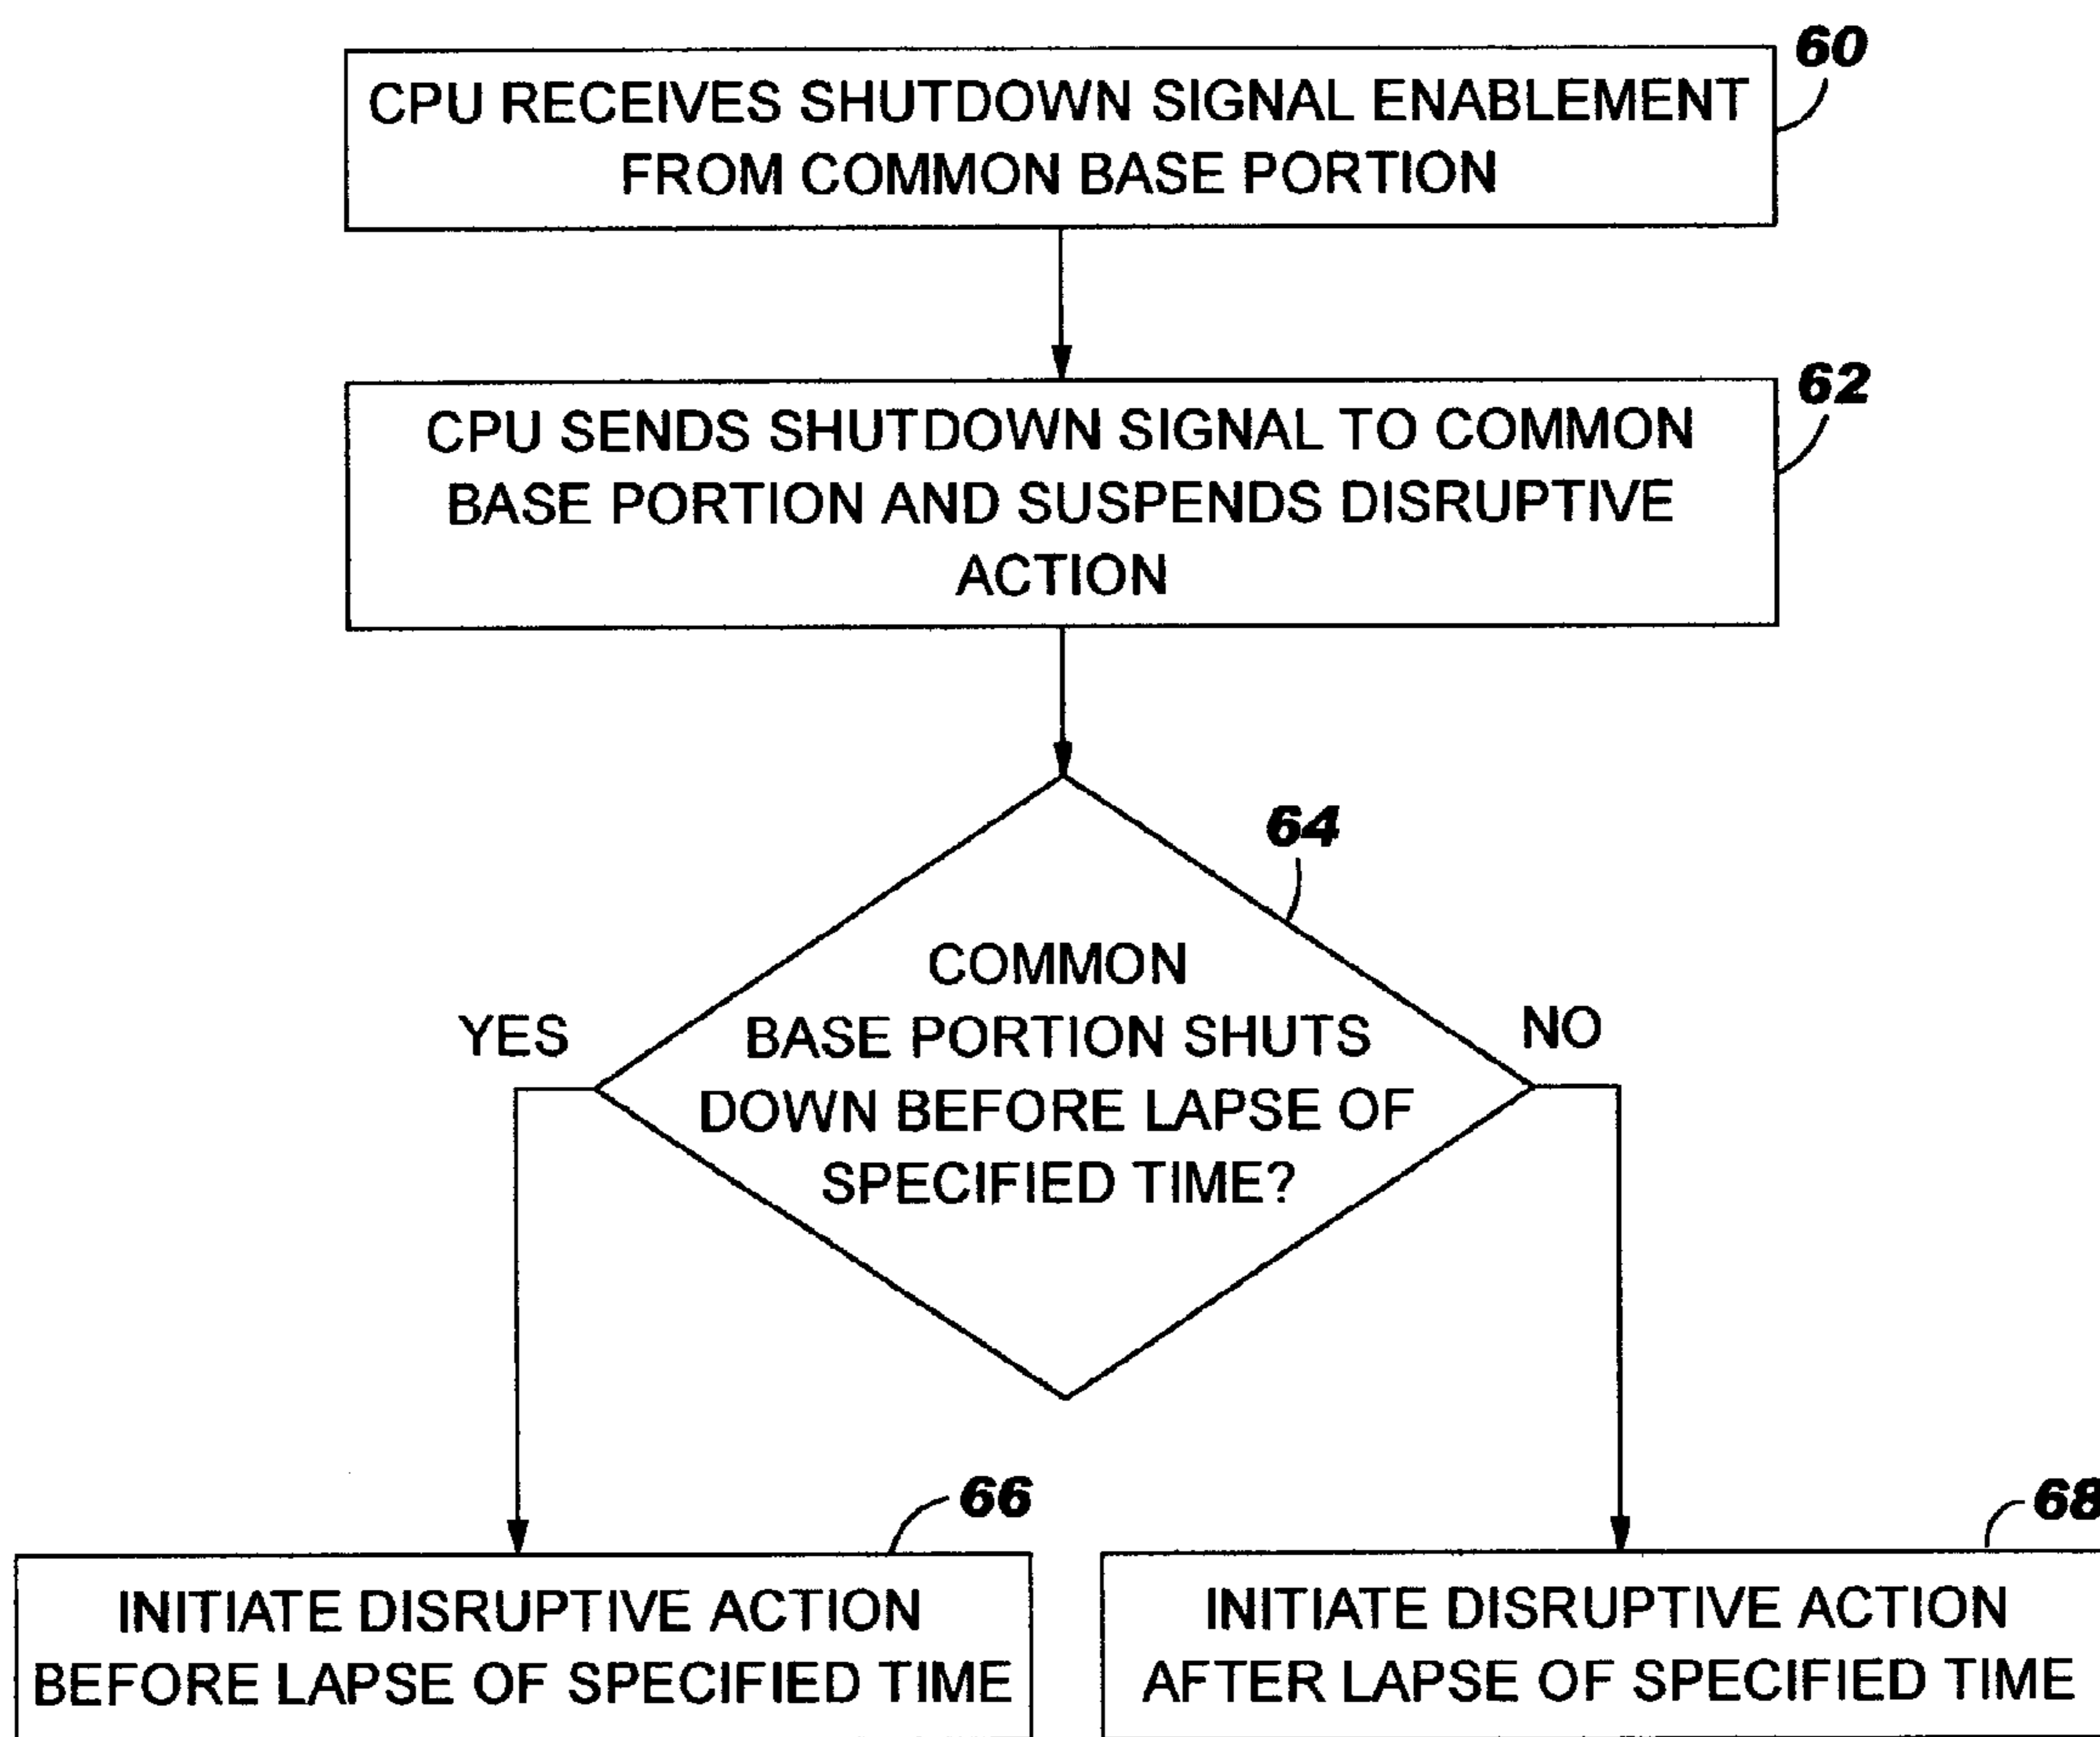 60
CPU RECEIVES SHUTDOWN SIGNAL ENABLEMENT
FROM COMMON BASE PORTION
62
CPU SENDS SHUTDOWN SIGNAL TO COMMON
BASE PORTION AND SUSPENDS DISRUPTIVE
ACTION
64
COMMON
BASE PORTION SHUTS
DOWN BEFORE LAPSE OF
SPECIFIED TIME?
YES
NO
66
INITIATE DISRUPTIVE ACTION
BEFORE LAPSE OF SPECIFIED TIME
68
INITIATE DISRUPTIVE ACTION
AFTER LAPSE OF SPECIFIED TIME